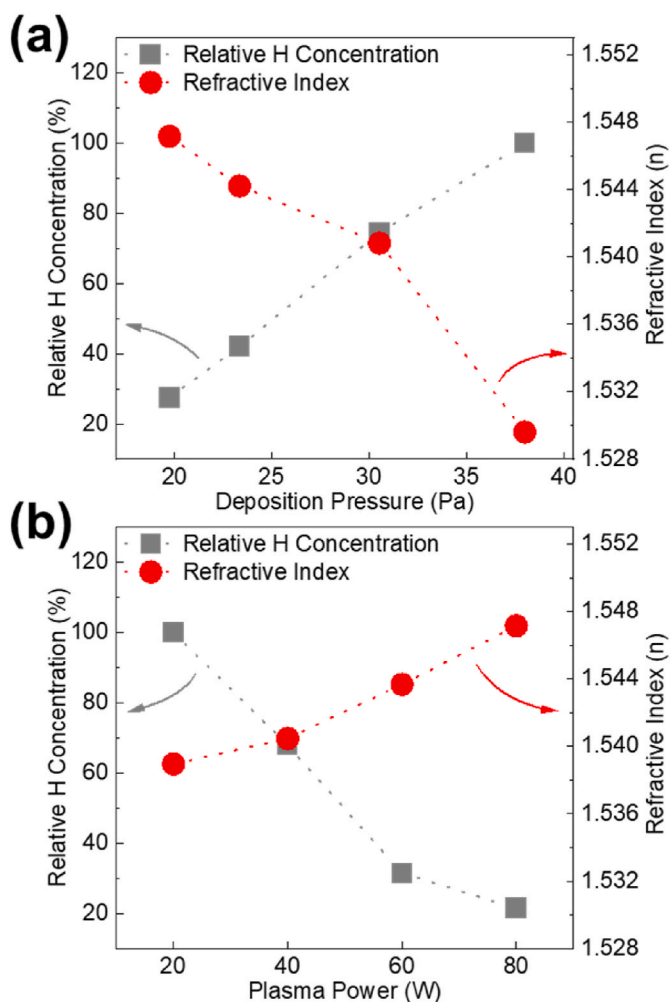 (a)
Relative H Concentration
Refractive Index
Relative H Concentration (%)
120
100
80
60
40
20
1.552
1.548
1.544
1.540
1.536
1.532
1.528
Refractive Index (n)
20 25 30 35 40
Deposition Pressure (Pa)
(b)
Relative H Concentration
Refractive Index
Relative H Concentration (%)
120
100
80
60
40
20
1.552
1.548
1.544
1.540
1.536
1.530
1.528
Refractive Index (n)
20 40 60 80
Plasma Power (W)